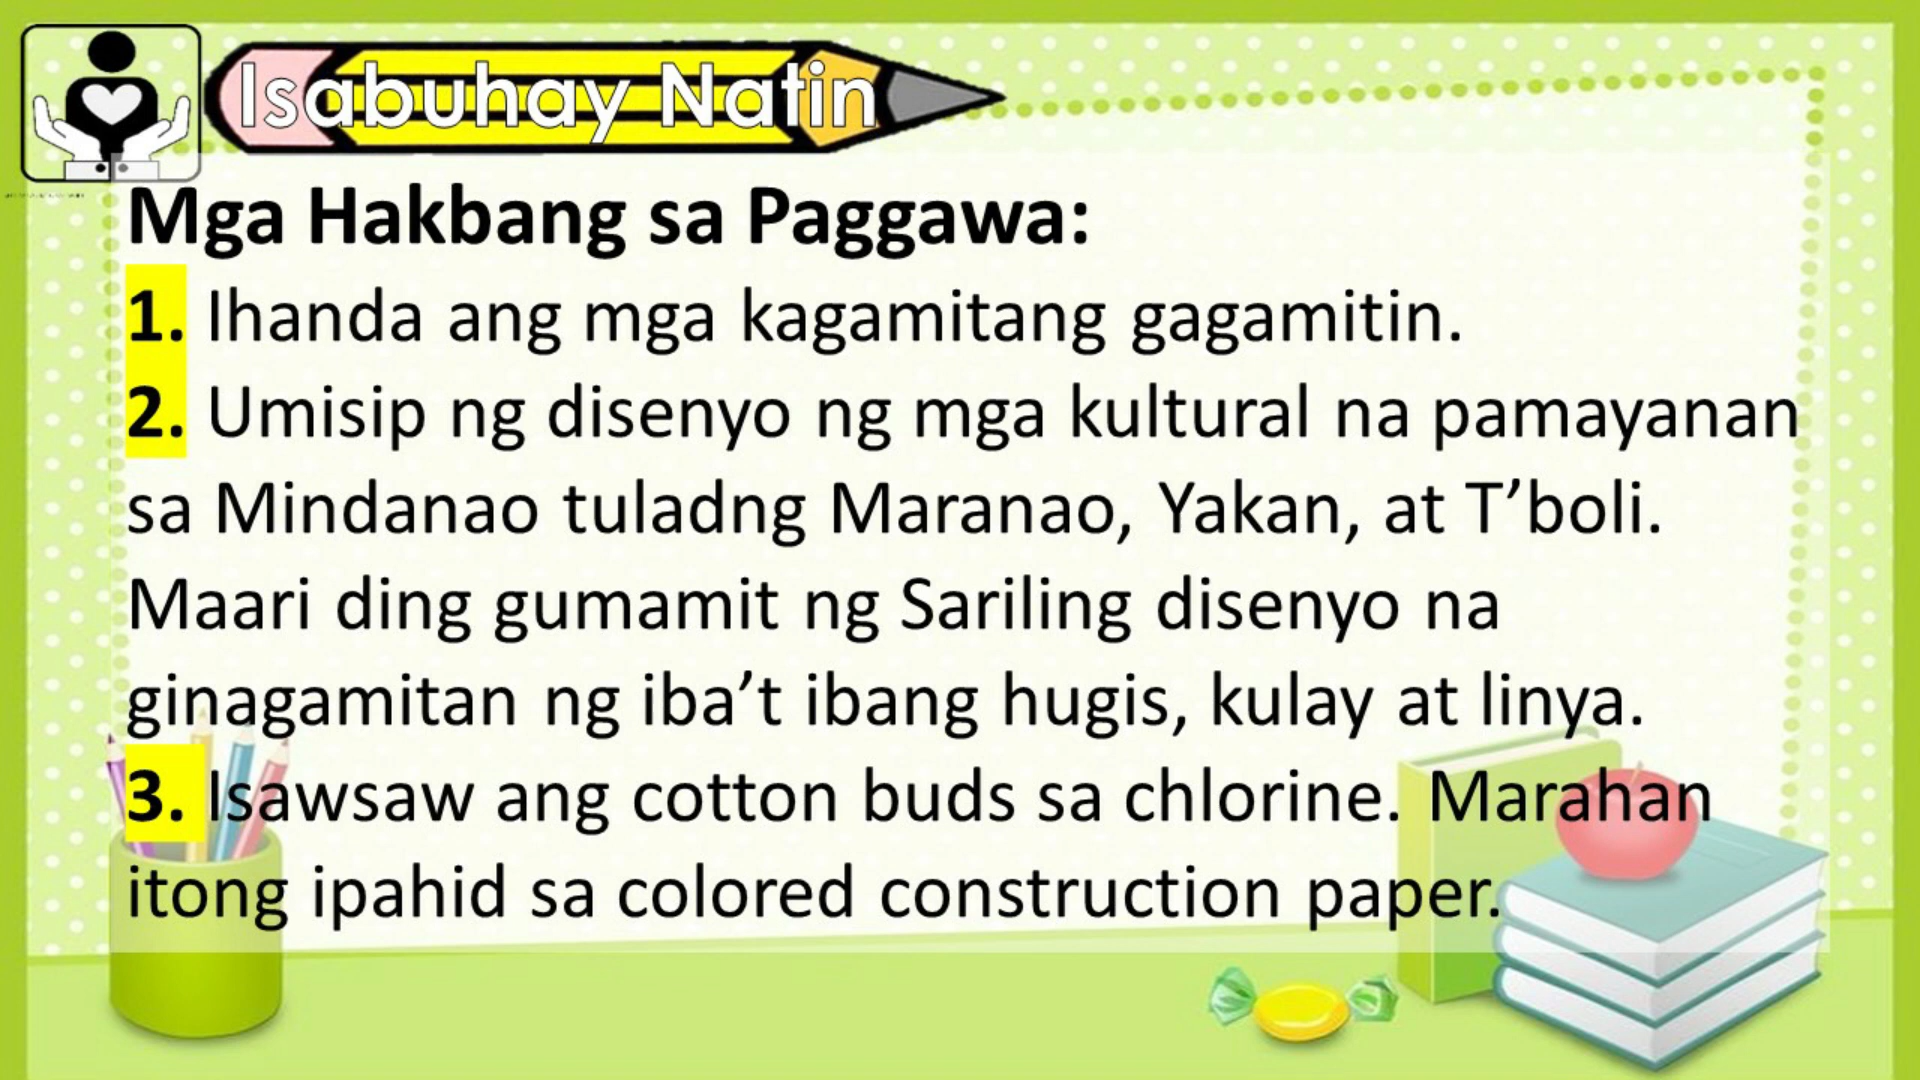 Isabuhay Natin
Mga Hakbang sa Paggawa:
1. Ihanda ang mga kagamitang gagamitin.
2. Umisip ng disenyo ng mga kultural na pamayanan
sa Mindanao tuladng Maranao, Yakan, at T’boli.
Maari ding gumamit ng Sariling disenyo na
ginagamitan ng iba’t ibang hugis, kulay at linya.
3. Isawsaw ang cotton buds sa chlorine. Marahan
itong ipahid sa colored construction paper.